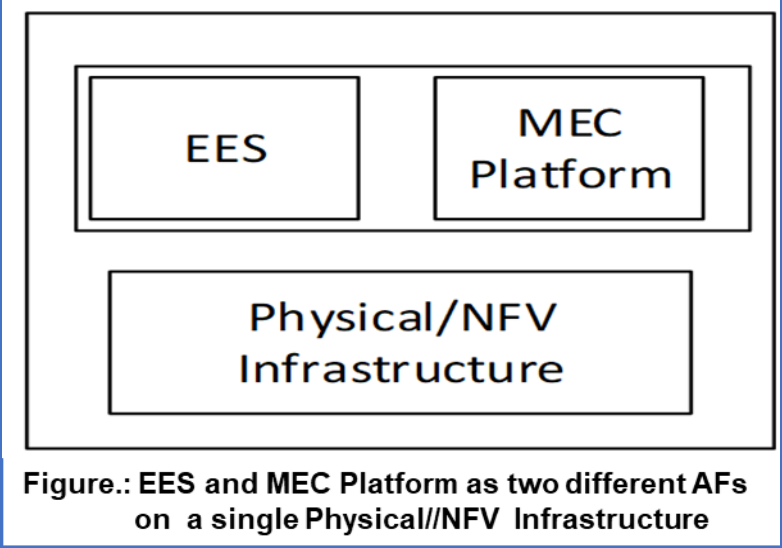 EES
MEC
Platform
Physical/NFV
Infrastructure
Figure.: EES and MEC Platform as two different AFs
on a single Physical//NFV Infrastructure